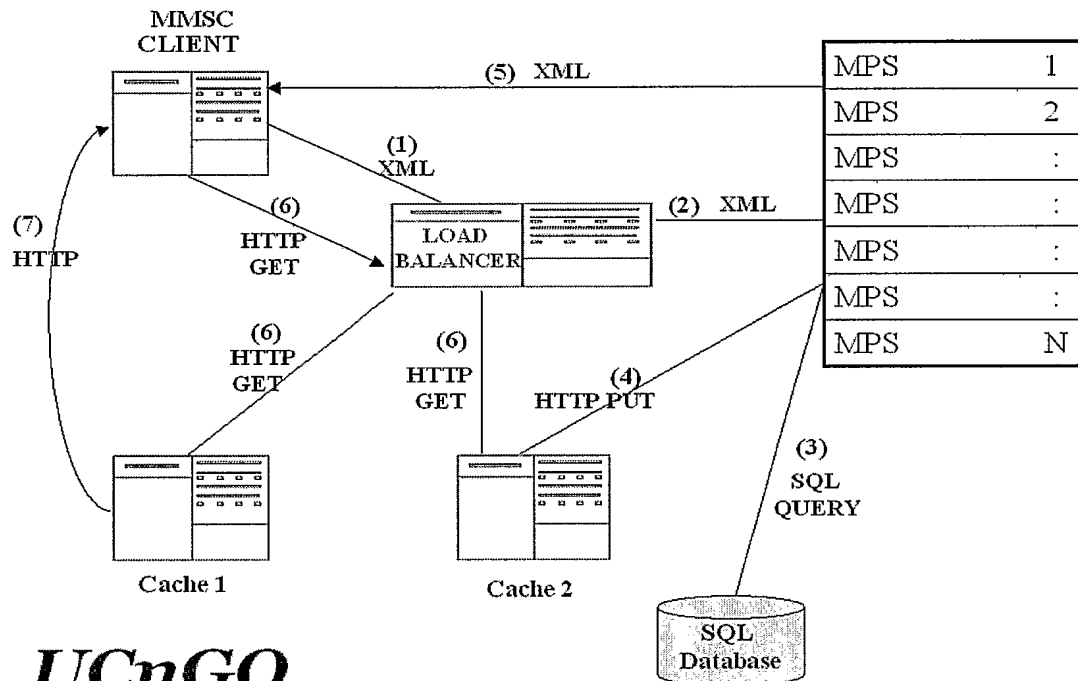 MMSC
CLIENT
(5) XML
MPS 1
MPS 2
MPS :
MPS :
MPS :
MPS :
MPS N
(1)
XML
(2) XML
(6)
HTTP
GET
LOAD
BALANCER
(7)
HTTP
(6)
HTTP
GET
(6)
HTTP
GET
(4)
HTTP PUT
(3)
SQL
QUERY
Cache 1
Cache 2
SQL
Database
UCnGO